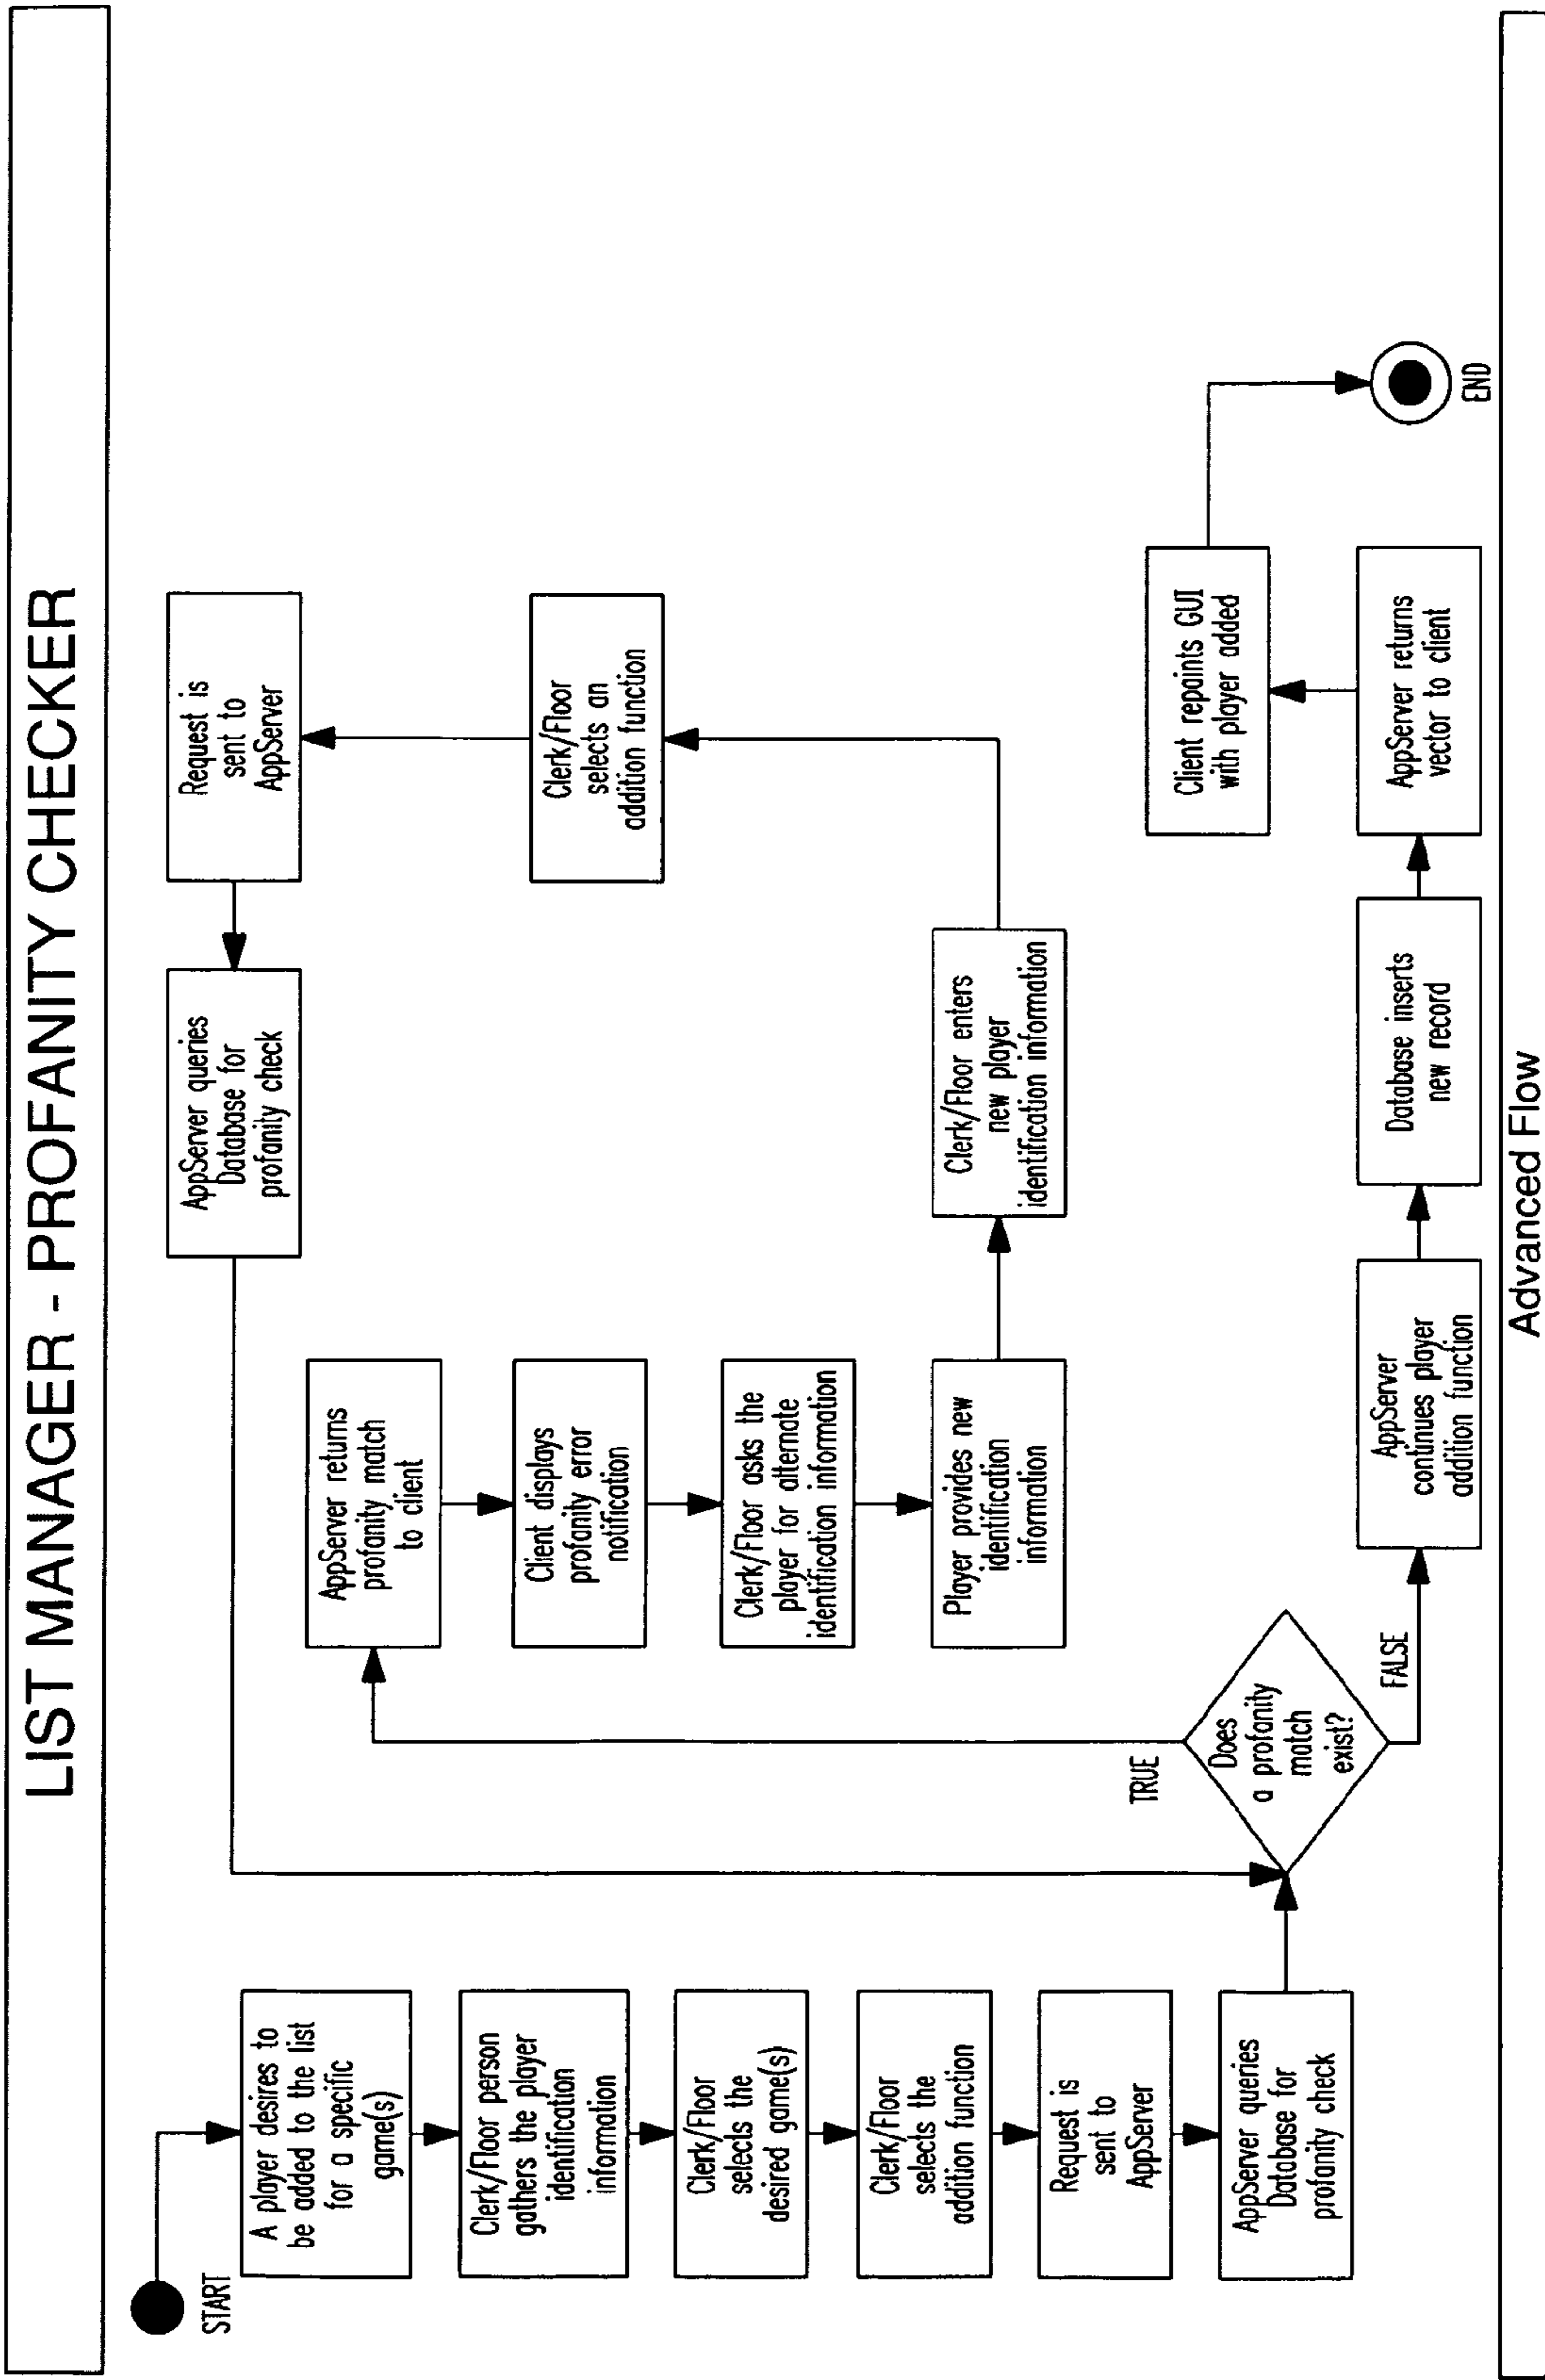 LIST MANAGER - PROFANITY CHECKER
START
A player desires to
be added to the list
for a specific
game(s)
Clerk/Floor person
gathers the player
identification
information
Clerk/Floor
selects the
desired game(s)
Clerk/Floor
selects the
addition function
Request is
sent to
AppServer
AppServer queries
Database for
profanity check
Does
a profanity
match
exist?
TRUE
FALSE
AppServer returns
profanity match
to client
Client displays
profanity error
notification
Clerk/Floor asks the
player for alternate
identification information
Player provides new
identification
information
Clerk/Floor enters
new player
identification information
Clerk/Floor
selects an
addition function
Request is
sent to
AppServer
AppServer queries
Database for
profanity check
AppServer
continues player
addition function
Database inserts
new record
AppServer returns
vector to client
Client repaints GUI
with player added
END
Advanced Flow